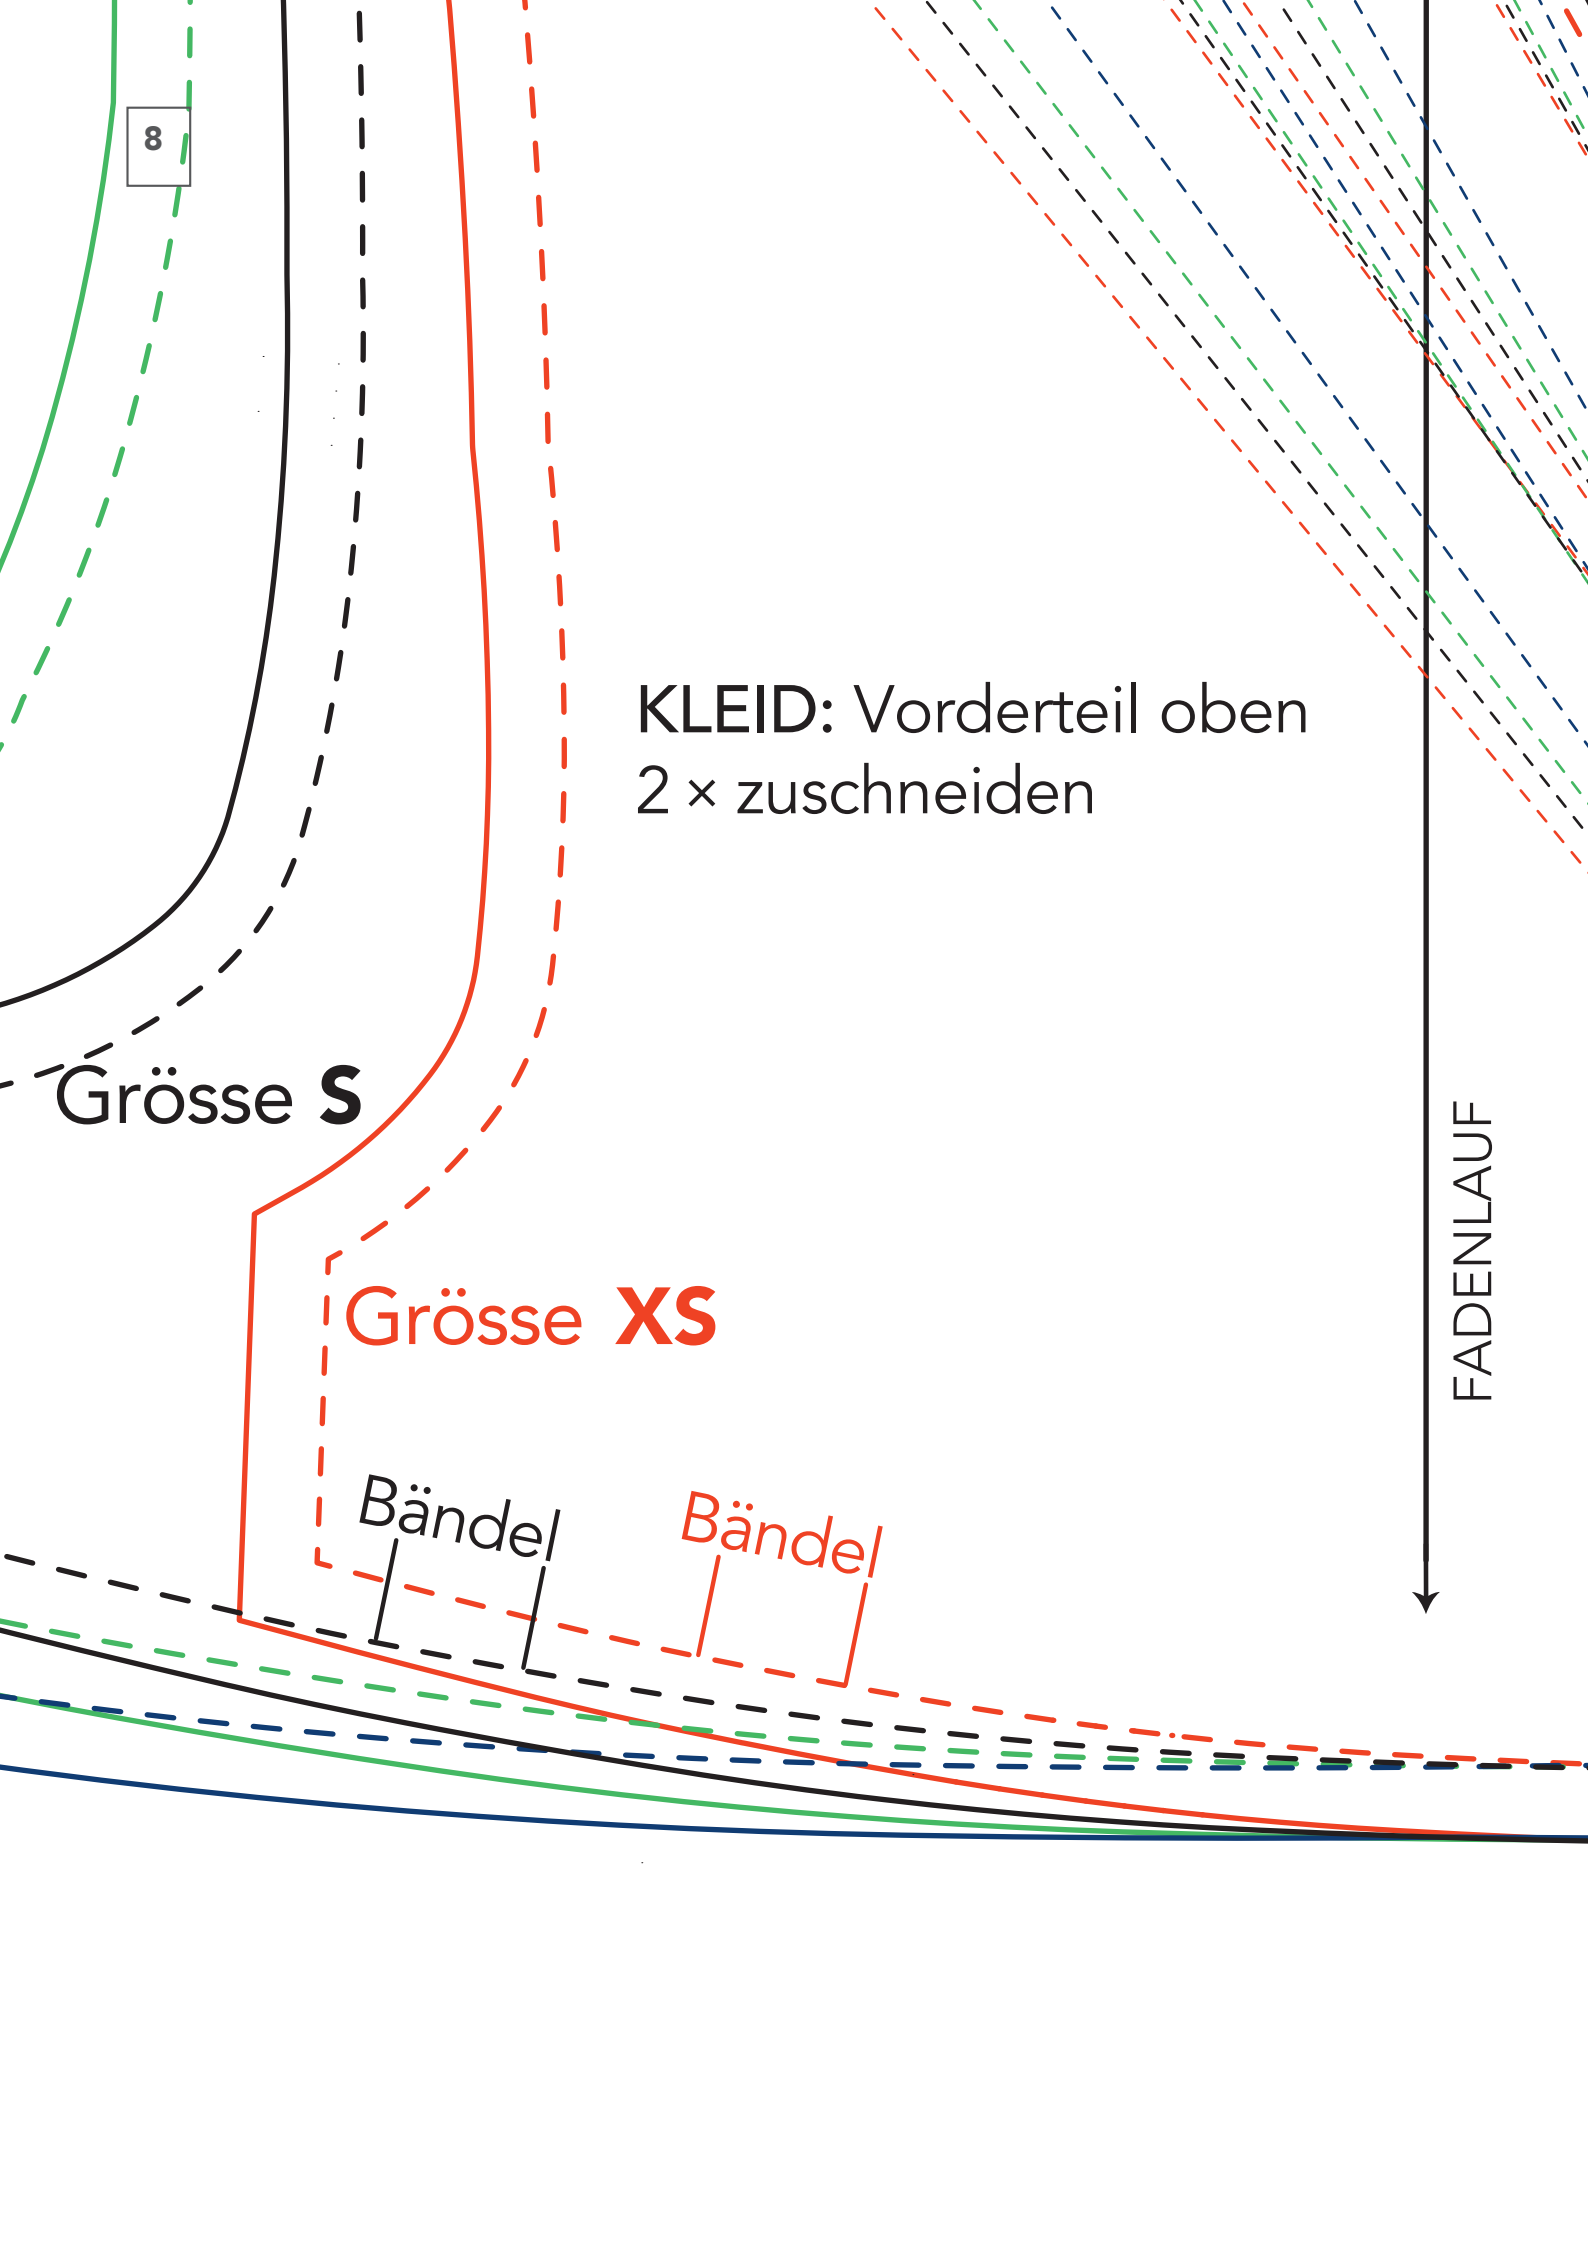 8
KLEID: Vorderteil oben
2 × zuschneiden
Grösse S
FADENLAUF
Grösse XS
Bändel
Bändel